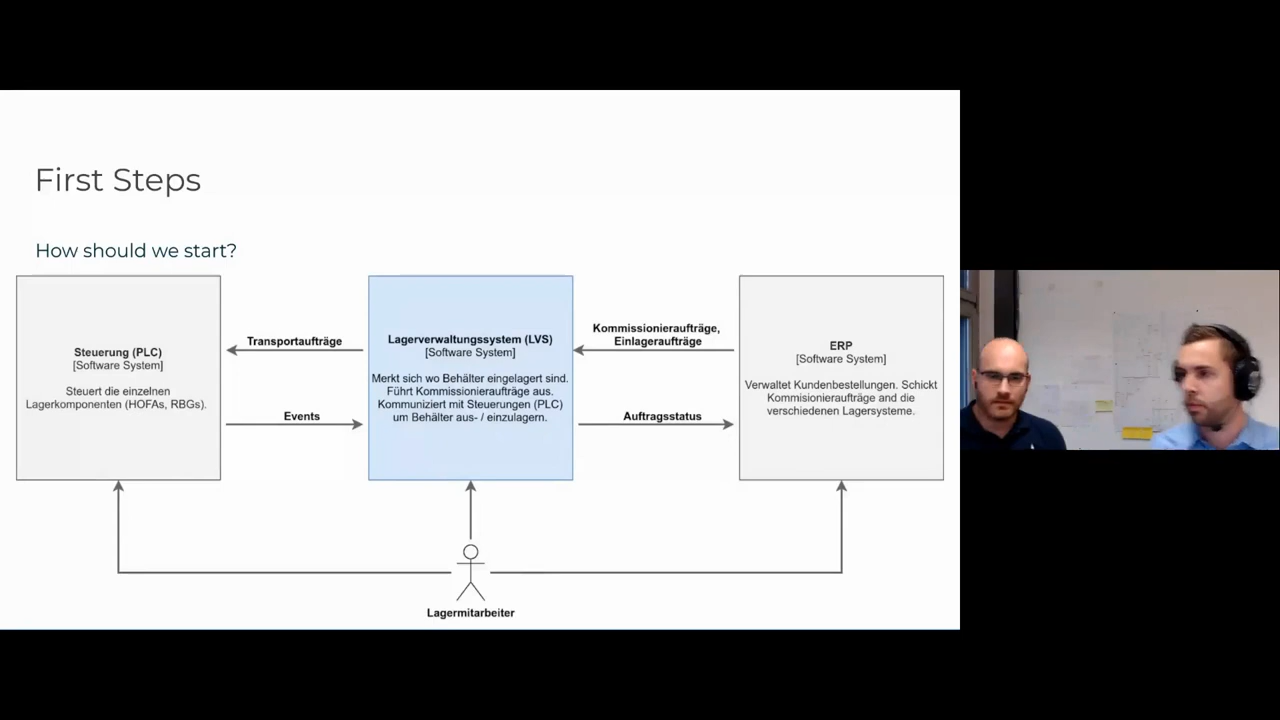 First Steps
How should we start?
Steuerung (PLC)
[Software System]
Steuert die einzelnen
Lagerkomponenten (HOFAs, RBGs).
Transportaufträge
Events
Lagerverwaltungssystem (LVS)
[Software System]
Merkt sich wo Behälter eingelagert sind.
Führt Kommissionieraufträge aus.
Kommuniziert mit Steuerungen (PLC)
um Behälter aus- / einzulagern.
Kommissionieraufträge,
Einlageraufträge
Auftragsstatus
ERP
[Software System]
Verwaltet Kundenbestellungen. Schickt
Kommisionieraufträge and die
verschiedenen Lagersysteme.
Lagermitarbeiter